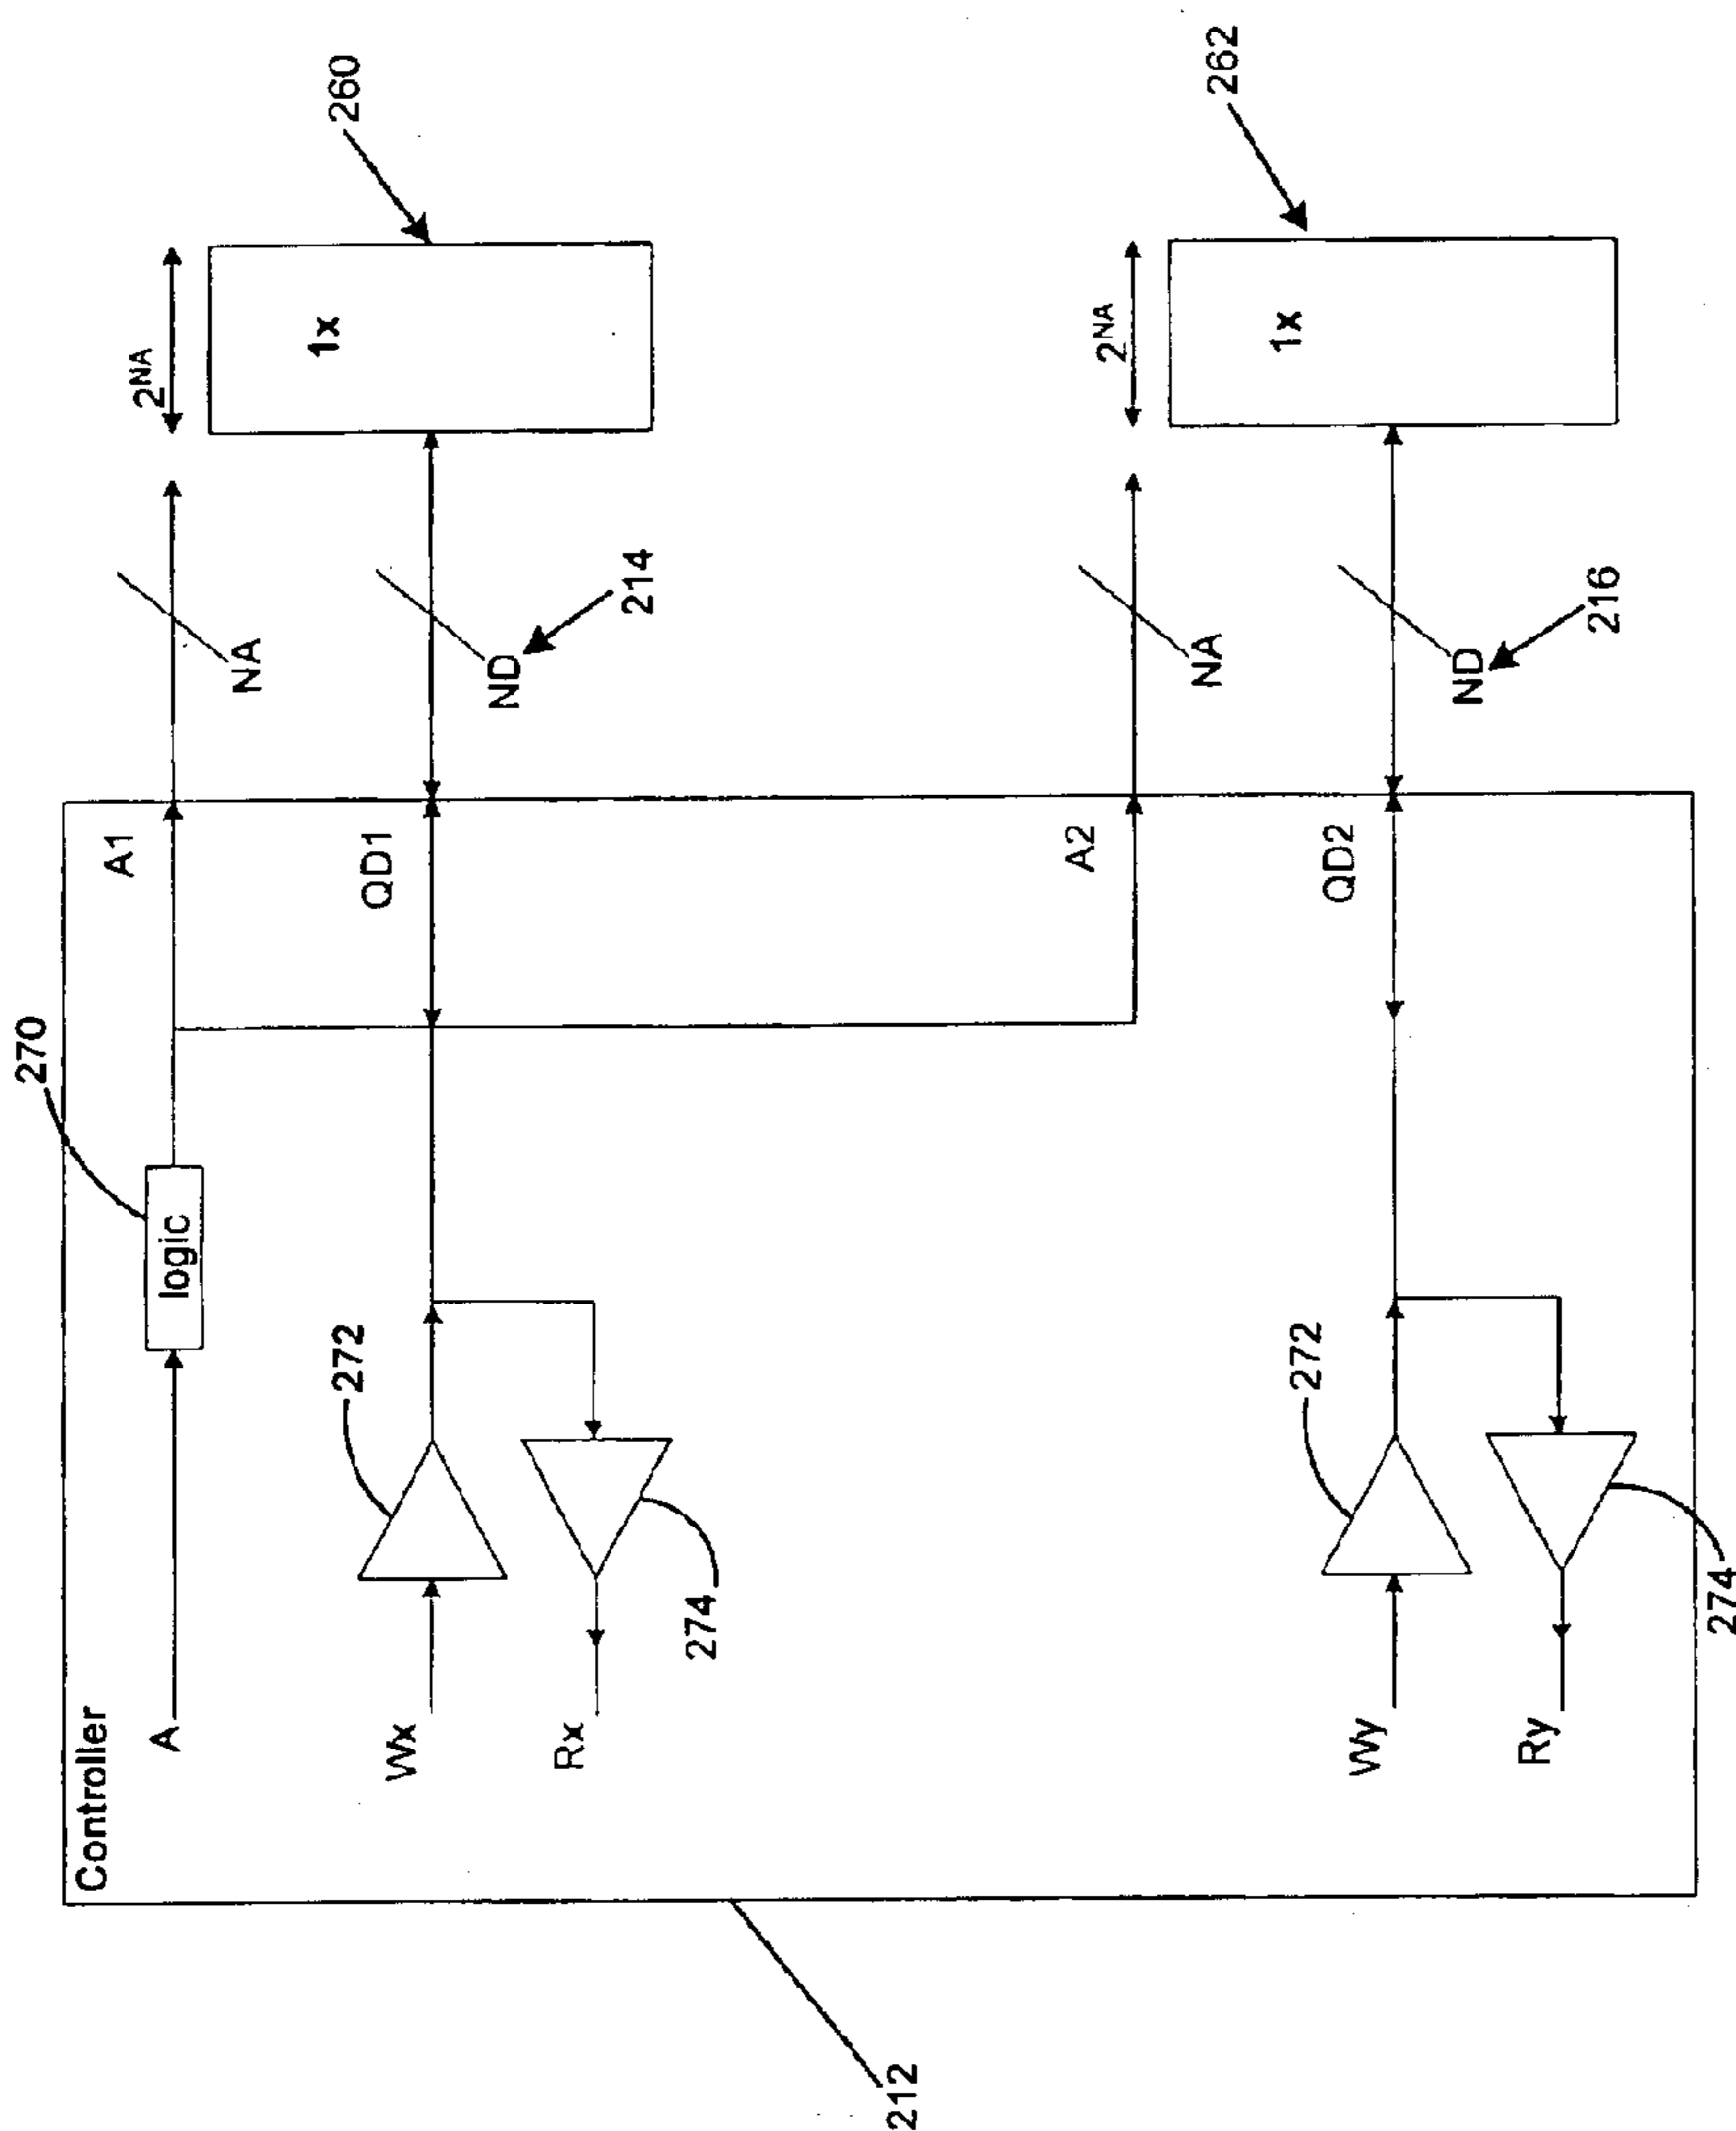 Controller
A
logic
270
A1
NA
2^NA
1x
260
Wx
272
QD1
ND
214
Rx
274
A2
NA
2^NA
1x
262
Wy
272
QD2
ND
216
Ry
274
212